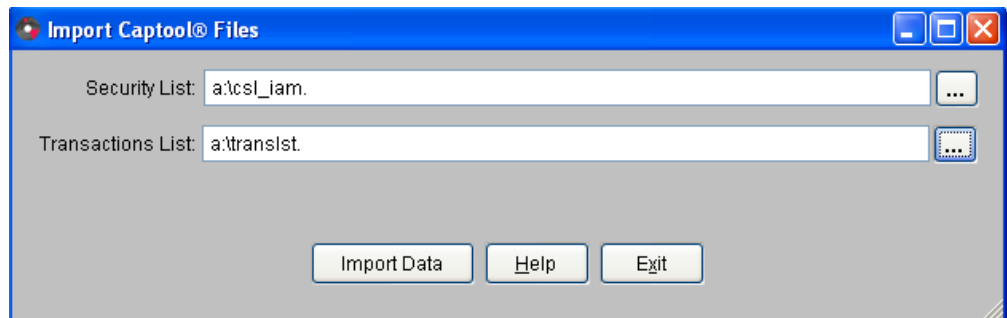 Import Captool® Files
Security List: a:\csl_iam. ...
Transactions List: a:\translst. ...
Import Data Help Exit